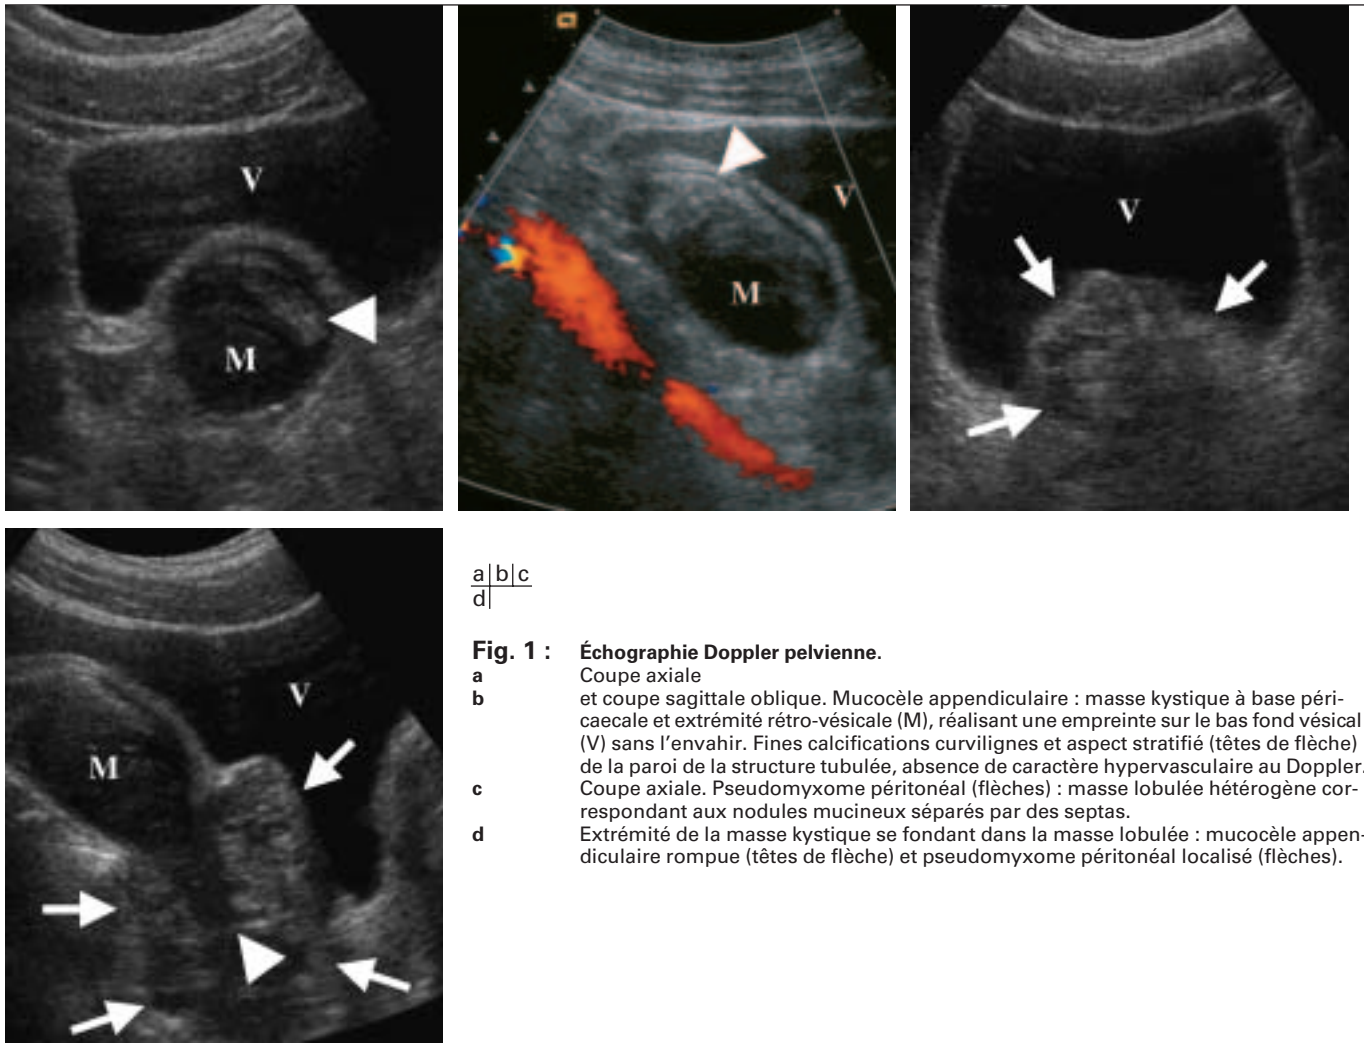 V
M
V
M
V
M
V
a|b|c
d|
Fig. 1 : Échographie Doppler pelvienne.
a Coupe axiale
b et coupe sagittale oblique. Mucocèle appendiculaire : masse kystique à base péri-
caecale et extrémité rétro-vésicale (M), réalisant une empreinte sur le bas fond vésical
(V) sans l’envahir. Fines calcifications curvilignes et aspect stratifié (têtes de flèche)
de la paroi de la structure tubulée, absence de caractère hypervasculaire au Doppler.
c Coupe axiale. Pseudomyxome péritonéal (flèches) : masse lobulée hétérogène cor-
respondant aux nodules mucineux séparés par des septas.
d Extrémité de la masse kystique se fondant dans la masse lobulée : mucocèle appen-
diculaire rompue (têtes de flèche) et pseudomyxome péritonéal localisé (flèches).